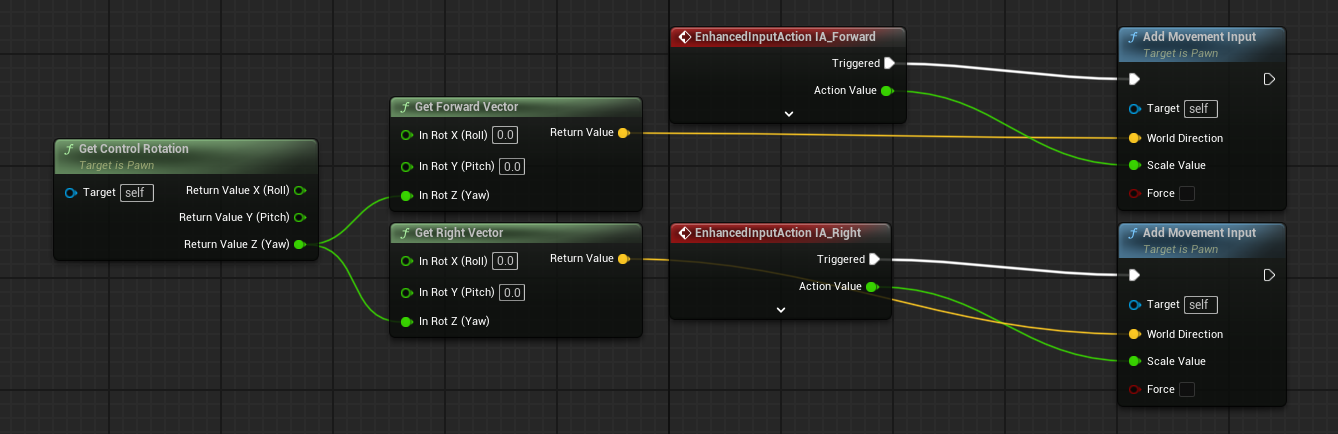 Get Control Rotation
Target is Pawn
Target self
Return Value X (Roll)
Return Value Y (Pitch)
Return Value Z (Yaw)
Get Forward Vector
In Rot X (Roll) 0.0
Return Value
In Rot Y (Pitch) 0.0
In Rot Z (Yaw)
Get Right Vector
In Rot X (Roll) 0.0
Return Value
In Rot Y (Pitch) 0.0
In Rot Z (Yaw)
EnhancedInputAction IA_Forward
Triggered
Action Value
EnhancedInputAction IA_Right
Triggered
Action Value
f Add Movement Input
Target is Pawn
Target self
World Direction
Scale Value
Force
f Add Movement Input
Target is Pawn
Target self
World Direction
Scale Value
Force